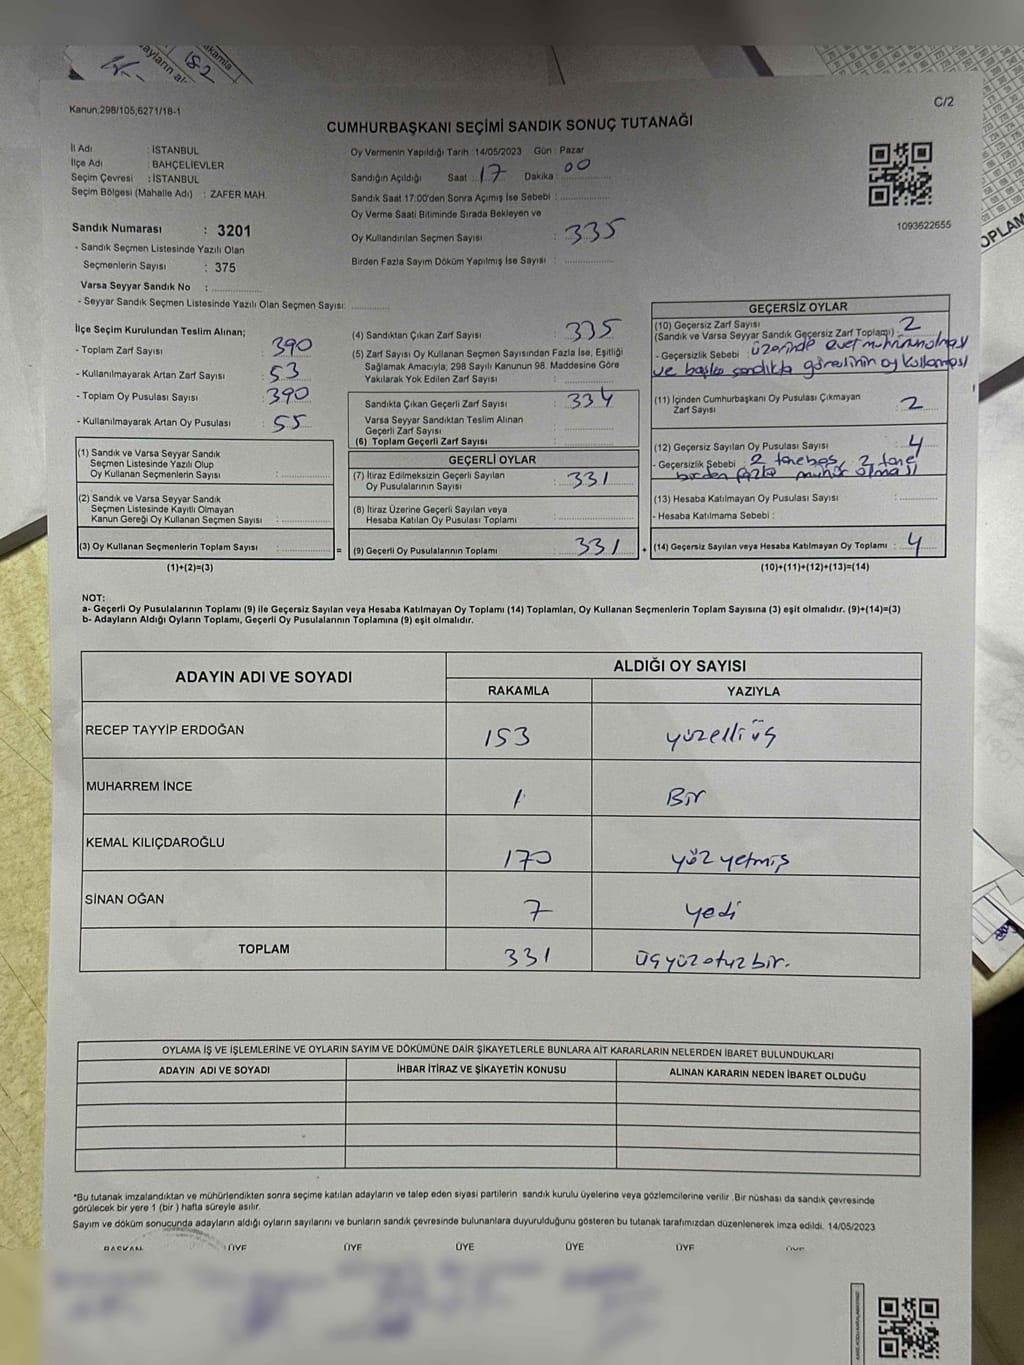 Kanun;298/105,6271/18-1
C/2
CUMHURBAŞKANI SEÇİMİ SANDIK SONUÇ TUTANAĞI
İl Adı : İSTANBUL
İlçe Adı : BAHÇELİEVLER
Seçim Çevresi : İSTANBUL
Seçim Bölgesi (Mahalle Adı) : ZAFER MAH.
Sandık Numarası : 3201
- Sandık Seçmen Listesinde Yazılı Olan
Seçmenlerin Sayısı : 375
Varsa Seyyar Sandık No :
- Seyyar Sandık Seçmen Listesinde Yazılı Olan Seçmen Sayısı:
Oy Vermenin Yapıldığı Tarih :14/05/2023 Gün : Pazar
Sandığın Açıldığı Saat : 17 Dakika : 00
Sandık Saat 17:00'den Sonra Açımış İse Sebebi :
Oy Verme Saati Bitiminde Sırada Bekleyen ve
Oy Kullandırılan Seçmen Sayısı : 335
Birden Fazla Sayım Döküm Yapılmış İse Sayısı :
1093622655
İlçe Seçim Kurulundan Teslim Alınan;
- Toplam Zarf Sayısı : 390
- Kullanılmayarak Artan Zarf Sayısı : 53
- Toplam Oy Pusulası Sayısı : 390
- Kullanılmayarak Artan Oy Pusulası : 55
(1) Sandık ve Varsa Seyyar Sandık
Seçmen Listesinde Yazılı Olup
Oy Kullanan Seçmenlerin Sayısı :
(2) Sandık ve Varsa Seyyar Sandık
Seçmen Listesinde Kayıtlı Olmayan
Kanun Gereği Oy Kullanan Seçmen Sayısı :
(3) Oy Kullanan Seçmenlerin Toplam Sayısı :
(1)+(2)=(3)
=
(4) Sandıktan Çıkan Zarf Sayısı : 335
(5) Zarf Sayısı Oy Kullanan Seçmen Sayısından Fazla İse, Eşitliği
Sağlamak Amacıyla, 298 Sayılı Kanunun 98. Maddesine Göre
Yakılarak Yok Edilen Zarf Sayısı :
Sandıkta Çıkan Geçerli Zarf Sayısı : 334
Varsa Seyyar Sandıktan Teslim Alınan
Geçerli Zarf Sayısı :
(6) Toplam Geçerli Zarf Sayısı :
GEÇERLİ OYLAR
(7) İtiraz Edilmeksizin Geçerli Sayılan
Oy Pusulalarının Sayısı : 331
(8) İtiraz Üzerine Geçerli Sayılan veya
Hesaba Katılan Oy Pusulası Toplamı :
(9) Geçerli Oy Pusulalarının Toplamı : 331
+
GEÇERSİZ OYLAR
(10) Geçersiz Zarf Sayısı
(Sandık ve Varsa Seyyar Sandık Geçersiz Zarf Toplamı) : 2
- Geçersizlik Sebebi : üzerinde evet mührünün olması
ve başka sandıkta görevlinin oy kullanması
(11) İçinden Cumhurbaşkanı Oy Pusulası Çıkmayan
Zarf Sayısı : 2
(12) Geçersiz Sayılan Oy Pusulası Sayısı : 4
- Geçersizlik Sebebi : 2 tane boş, 2 tane
birden fazla mühür olması
(13) Hesaba Katılmayan Oy Pusulası Sayısı :
- Hesaba Katılmama Sebebi :
(14) Geçersiz Sayılan veya Hesaba Katılmayan Oy Toplamı : 4
(10)+(11)+(12)+(13)=(14)
NOT:
a- Geçerli Oy Pusulalarının Toplamı (9) ile Geçersiz Sayılan veya Hesaba Katılmayan Oy Toplamı (14) Toplamları, Oy Kullanan Seçmenlerin Toplam Sayısına (3) eşit olmalıdır. (9)+(14)=(3)
b- Adayların Aldığı Oyların Toplamı, Geçerli Oy Pusulalarının Toplamına (9) eşit olmalıdır.
ADAYIN ADI VE SOYADI
ALDIĞI OY SAYISI
RAKAMLA YAZIYLA
RECEP TAYYİP ERDOĞAN 153 yüzelli üç
MUHARREM İNCE 1 Bir
KEMAL KILIÇDAROĞLU 170 yüz yetmiş
SİNAN OĞAN 7 yedi
TOPLAM 331 üçyüz otuz bir.
OYLAMA İŞ VE İŞLEMLERİNE VE OYLARIN SAYIM VE DÖKÜMÜNE DAİR ŞİKAYETLERLE BUNLARA AİT KARARLARIN NELERDEN İBARET BULUNDUKLARI
ADAYIN ADI VE SOYADI İHBAR İTİRAZ VE ŞİKAYETİN KONUSU ALINAN KARARIN NEDEN İBARET OLDUĞU
*Bu tutanak imzalandıktan ve mühürlendikten sonra seçime katılan adayların ve talep eden siyasi partilerin sandık kurulu üyelerine veya gözlemcilerine verilir .Bir nüshası da sandık çevresinde
görülecek bir yere 1 (bir ) hafta süreyle asılır.
Sayım ve döküm sonucunda adayların aldığı oyların sayılarını ve bunların sandık çevresinde bulunanlara duyurulduğunu gösteren bu tutanak tarafımızdan düzenlenerek imza edildi. 14/05/2023
BAŞKAN ÜYE ÜYE ÜYE ÜYE ÜYE ÜYE